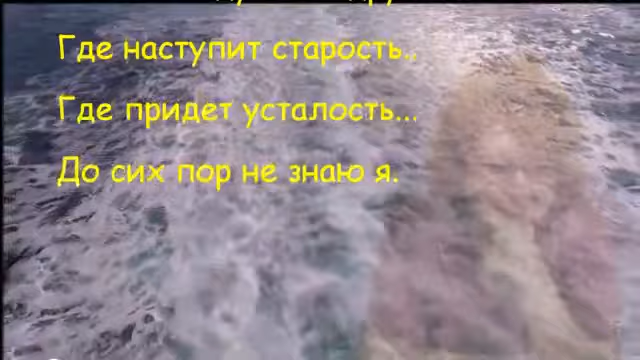 Где наступит старость..
Где придет усталость...
До сих пор не знаю я.